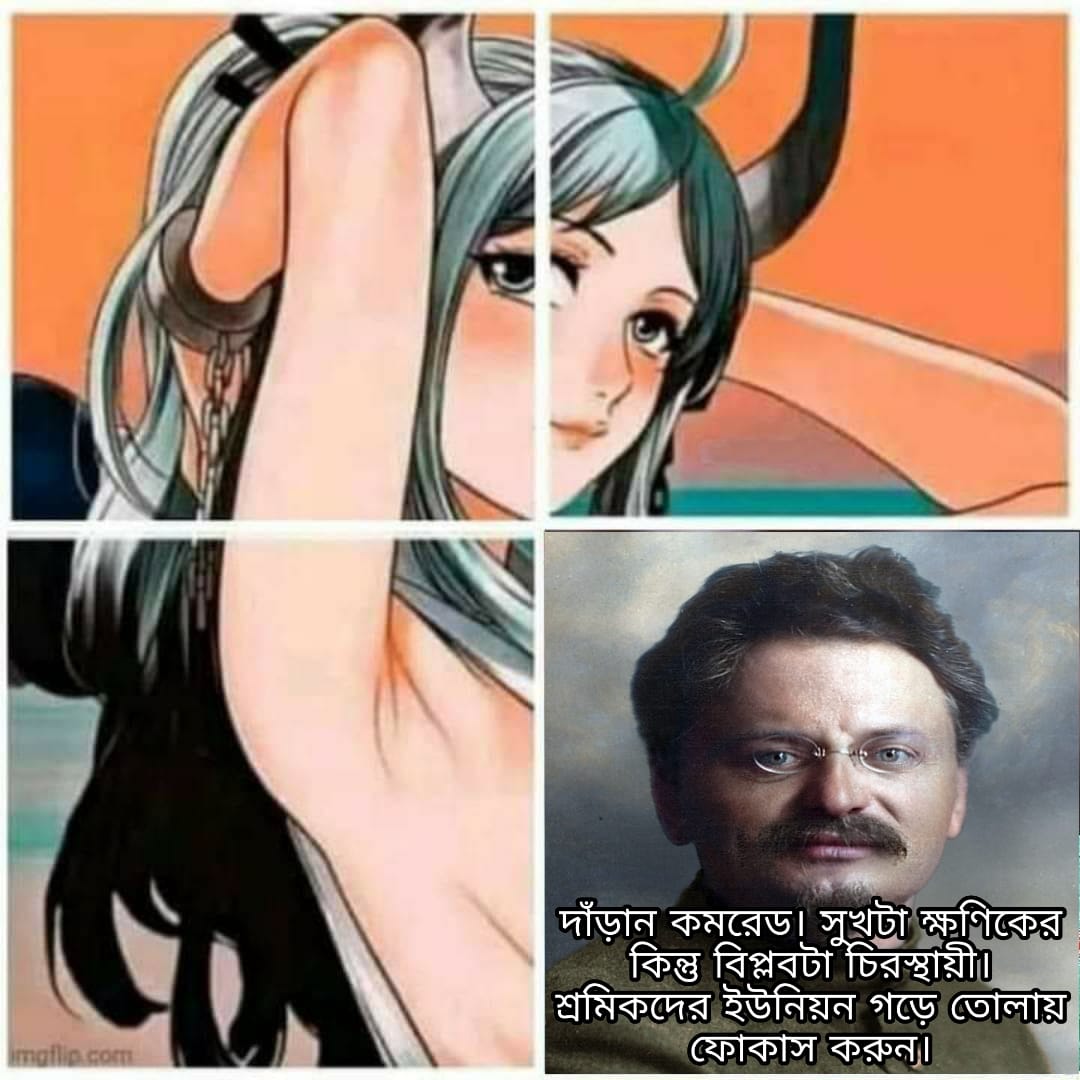 দাঁড়ান কমরেড। সুখটা ক্ষণিকের
কিন্তু বিপ্লবটা চিরস্থায়ী।
শ্রমিকদের ইউনিয়ন গড়ে তোলায়
ফোকাস করুন।
imgflip.com